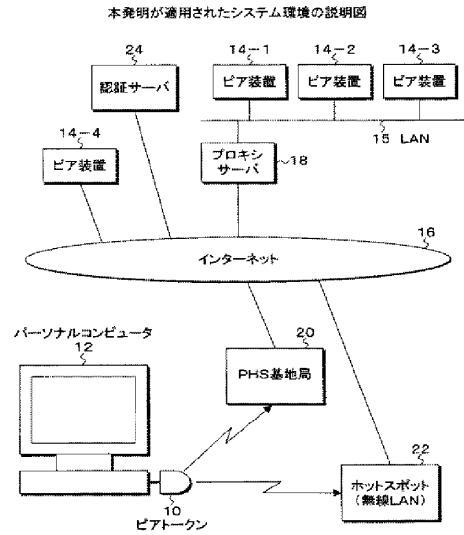 本発明が適用されたシステム環境の説明図
24
認証サーバ
14-1
ピア装置
14-2
ピア装置
14-3
ピア装置
15 LAN
14-4
ピア装置
プロキシ
サーバ
18
16
インターネット
パーソナルコンピュータ
12
20
PHS基地局
22
ホットスポット
(無線LAN)
10
ピアトークン